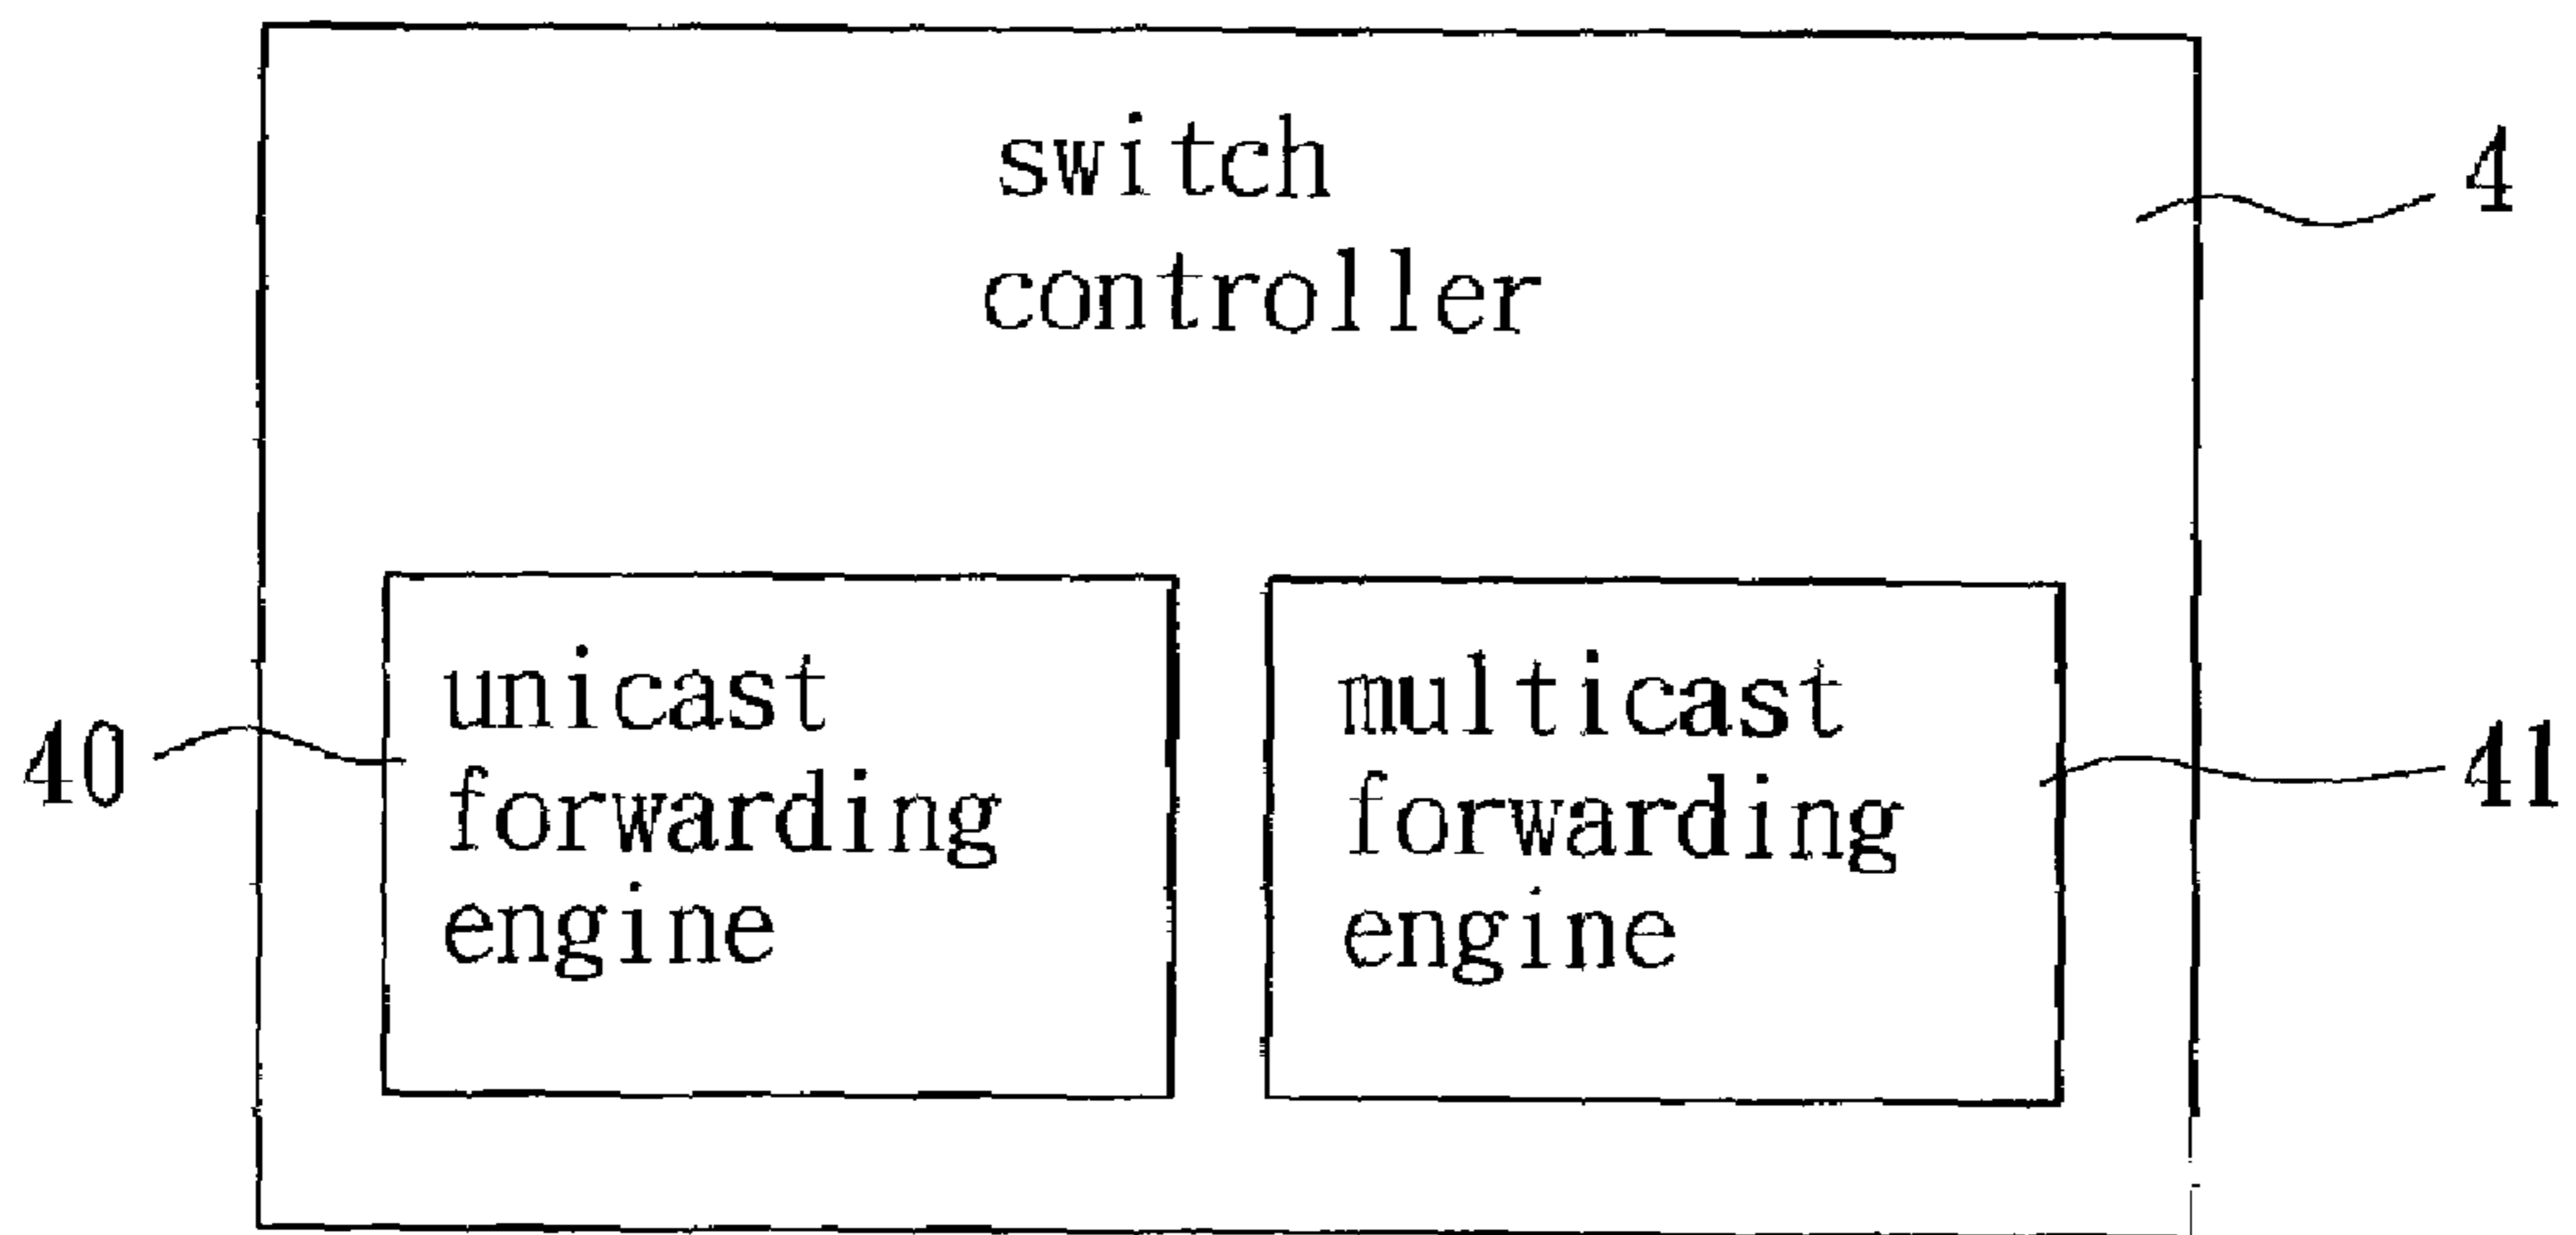 switch
controller
4
unicast
forwarding
engine
multicast
forwarding
engine
40
41